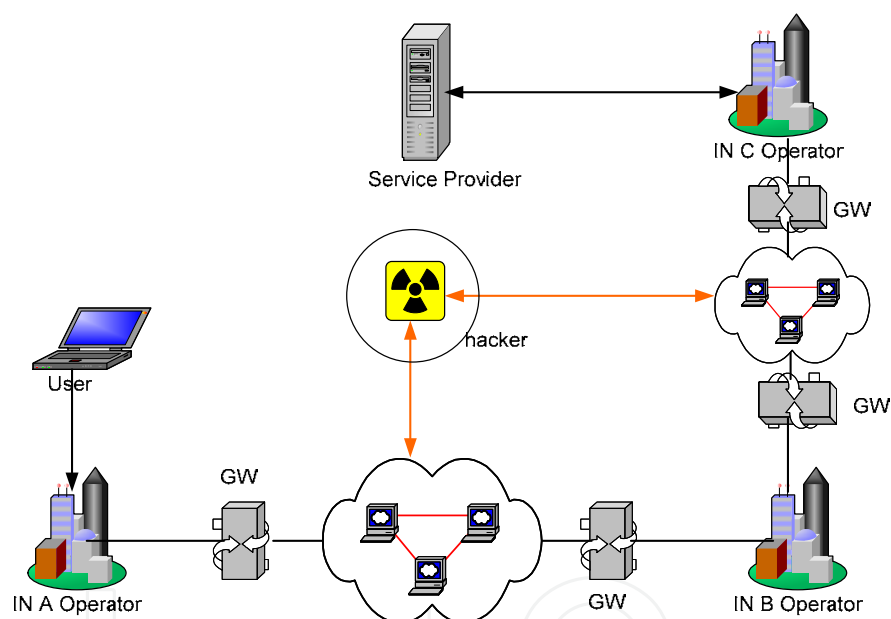 IN C Operator
Service Provider
GW
hacker
User
GW
GW
IN A Operator
GW
IN B Operator